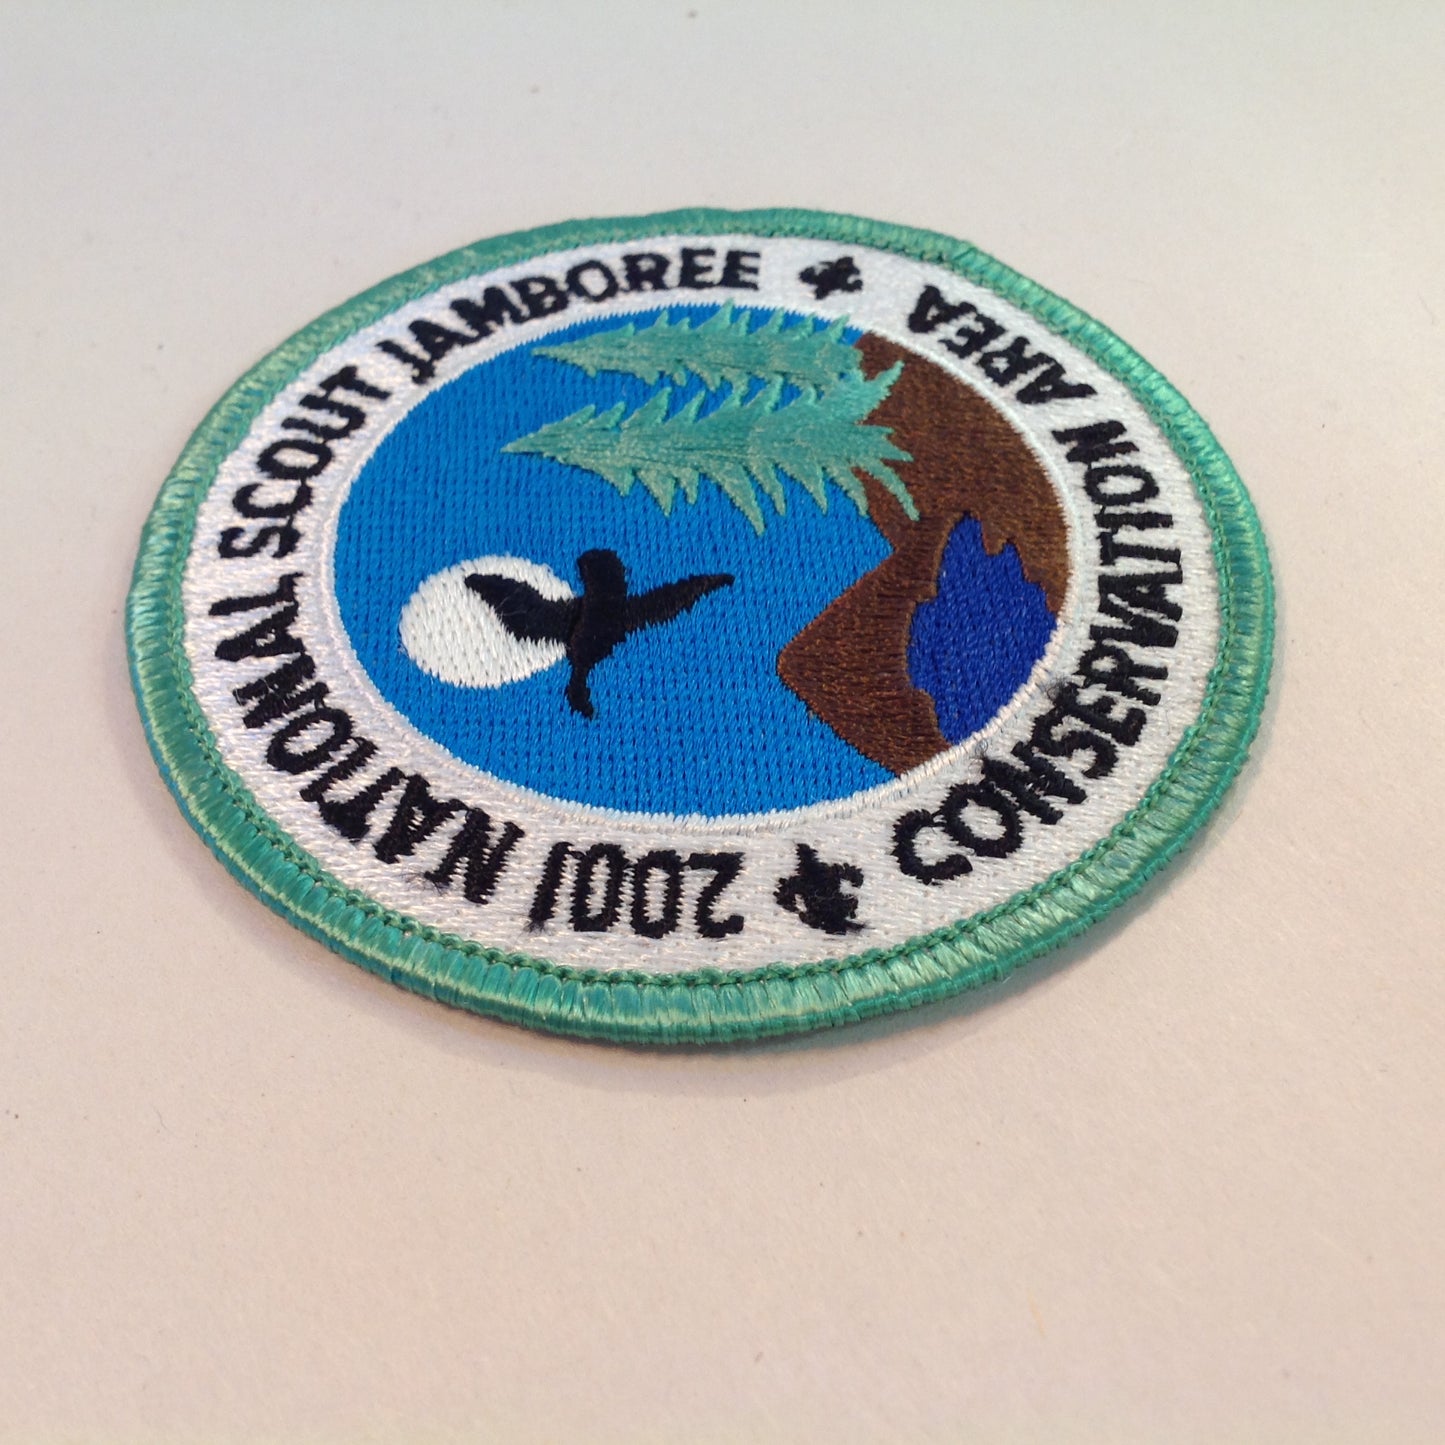 2001 NATIONAL SCOUT JAMBOREE
CONSERVATION AREA